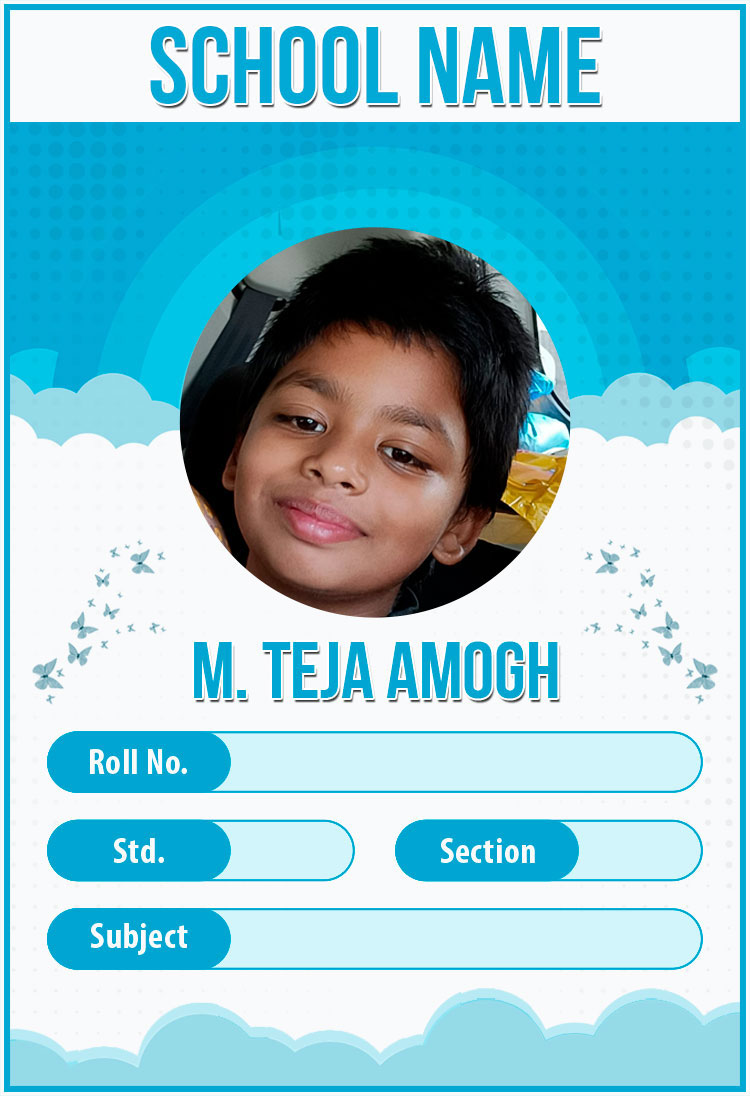 SCHOOL NAME
M. TEJA AMOGH
Roll No.
Std.
Section
Subject